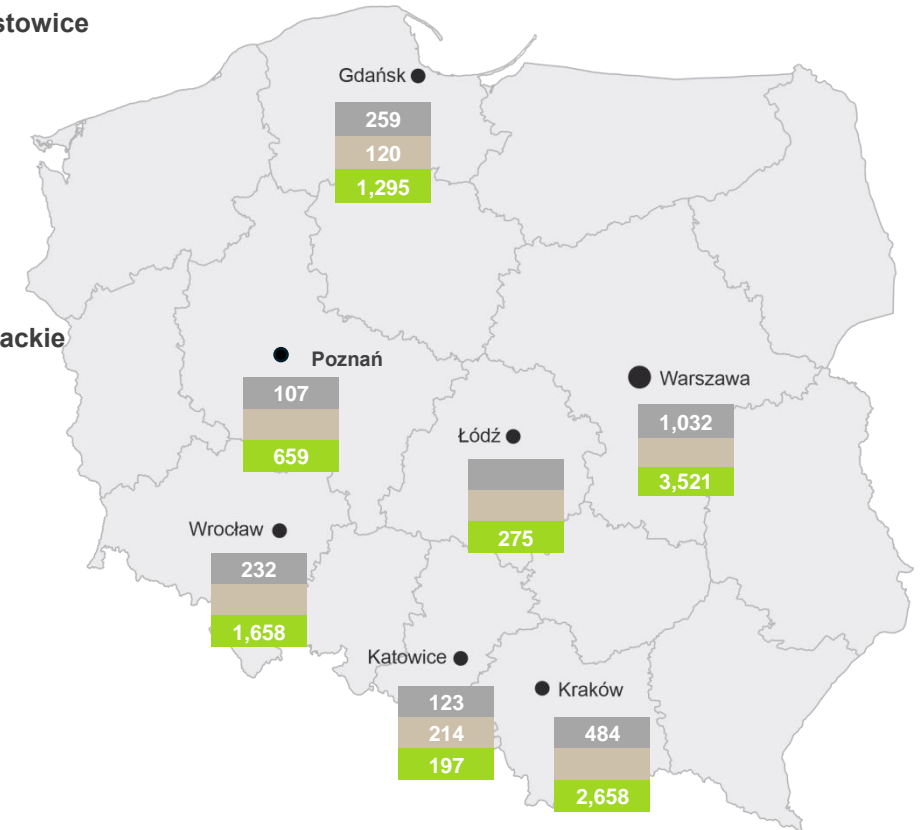 stowice
Gdańsk
259
120
1,295
ackie
Poznań
107
659
Warszawa
1,032
3,521
Łódź
275
Wrocław
232
1,658
Katowice
123
214
197
Kraków
484
2,658